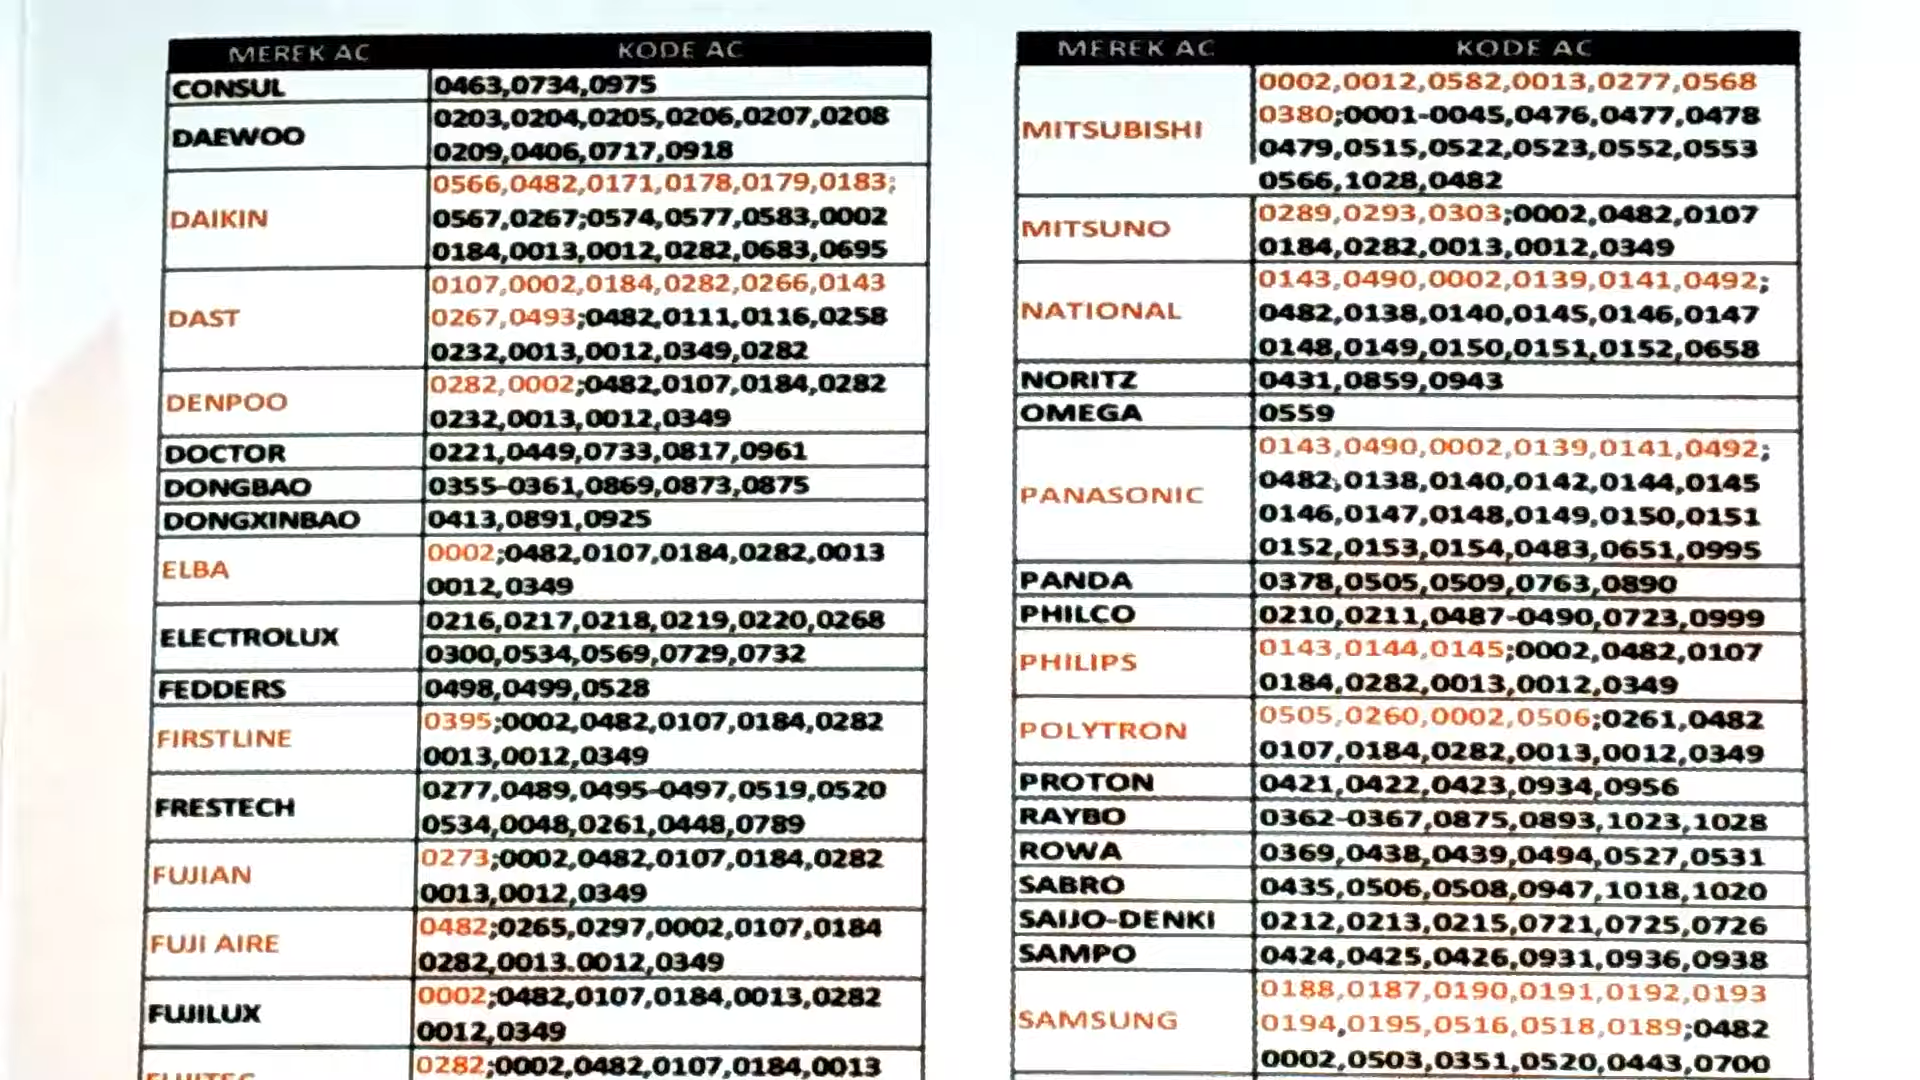 MEREK AC KODE AC
CONSUL 0463,0734,0975
DAEWOO 0203,0204,0205,0206,0207,0208
0209,0406,0717,0918
DAIKIN 0566,0482,0171,0178,0179,0183;
0567,0267;0574,0577,0583,0002
0184,0013,0012,0282,0683,0695
DAST 0107,0002,0184,0282,0266,0143
0267,0493;0482,0111,0116,0258
0232,0013,0012,0349,0282
DENPOO 0282,0002;0482,0107,0184,0282
0232,0013,0012,0349
DOCTOR 0221,0449,0733,0817,0961
DONGBAO 0355-0361,0869,0873,0875
DONGXINBAO 0413,0891,0925
ELBA 0002;0482,0107,0184,0282,0013
0012,0349
ELECTROLUX 0216,0217,0218,0219,0220,0268
0300,0534,0569,0729,0732
FEDDERS 0498,0499,0528
FIRSTLINE 0395;0002,0482,0107,0184,0282
0013,0012,0349
FRESTECH 0277,0489,0495-0497,0519,0520
0534,0048,0261,0448,0789
FUJIAN 0273;0002,0482,0107,0184,0282
0013,0012,0349
FUJI AIRE 0482;0265,0297,0002,0107,0184
0282,0013.0012,0349
FUJILUX 0002;0482,0107,0184,0013,0282
0012,0349
0282;0002,0482,0107,0184,0013
MEREK AC KODE AC
MITSUBISHI 0002,0012,0582,0013,0277,0568
0380;0001-0045,0476,0477,0478
0479,0515,0522,0523,0552,0553
0566,1028,0482
MITSUNO 0289,0293,0303;0002,0482,0107
0184,0282,0013,0012,0349
NATIONAL 0143,0490,0002,0139,0141,0492;
0482,0138,0140,0145,0146,0147
0148,0149,0150,0151,0152,0658
NORITZ 0431,0859,0943
OMEGA 0559
PANASONIC 0143,0490,0002,0139,0141,0492;
0482,0138,0140,0142,0144,0145
0146,0147,0148,0149,0150,0151
0152,0153,0154,0483,0651,0995
PANDA 0378,0505,0509,0763,0890
PHILCO 0210,0211,0487-0490,0723,0999
PHILIPS 0143,0144,0145;0002,0482,0107
0184,0282,0013,0012,0349
POLYTRON 0505,0260,0002,0506;0261,0482
0107,0184,0282,0013,0012,0349
PROTON 0421,0422,0423,0934,0956
RAYBO 0362-0367,0875,0893,1023,1028
ROWA 0369,0438,0439,0494,0527,0531
SABRO 0435,0506,0508,0947,1018,1020
SAIJO-DENKI 0212,0213,0215,0721,0725,0726
SAMPO 0424,0425,0426,0931,0936,0938
SAMSUNG 0188,0187,0190,0191,0192,0193
0194,0195,0516,0518,0189;0482
0002,0503,0351,0520,0443,0700